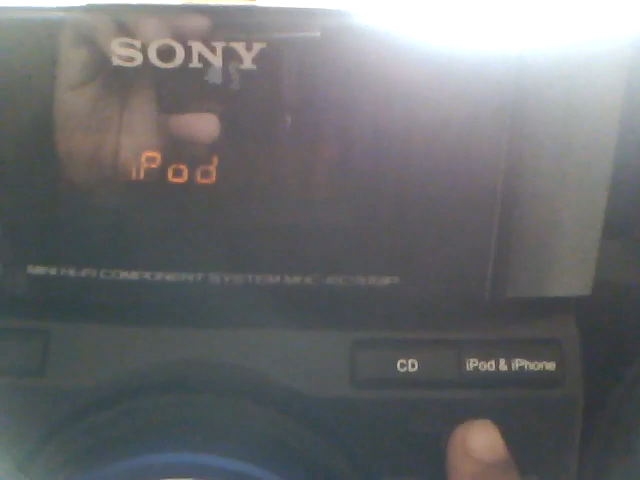 SONY
iPod
MINI HI-FI COMPONENT SYSTEM
CD
iPod & iPhone